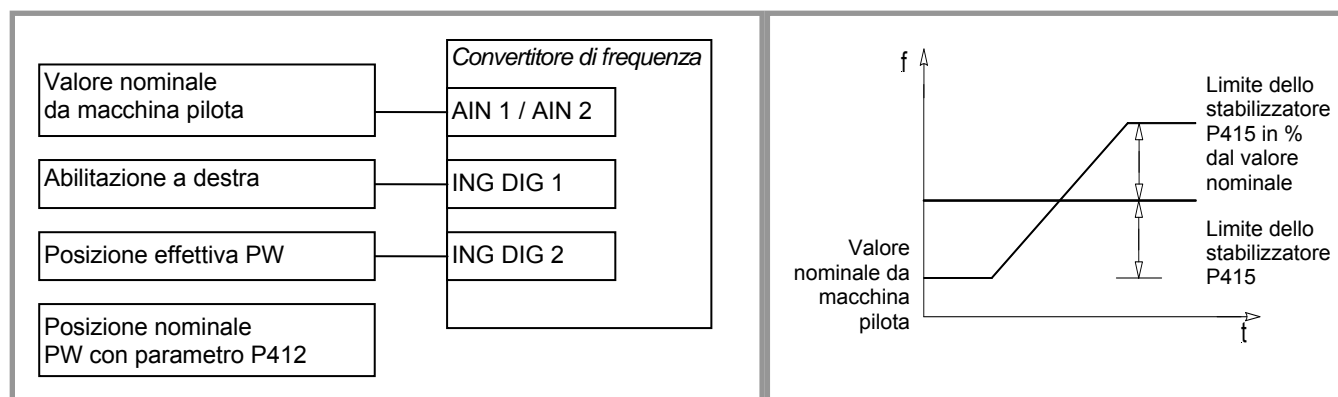 Convertitore di frequenza
Valore nominale
da macchina pilota
AIN 1 / AIN 2
Abilitazione a destra
ING DIG 1
Posizione effettiva PW
ING DIG 2
Posizione nominale
PW con parametro P412
f
Limite dello
stabilizzatore
P415 in %
dal valore
nominale
Limite dello
stabilizzatore
P415
Valore
nominale da
macchina
pilota
t